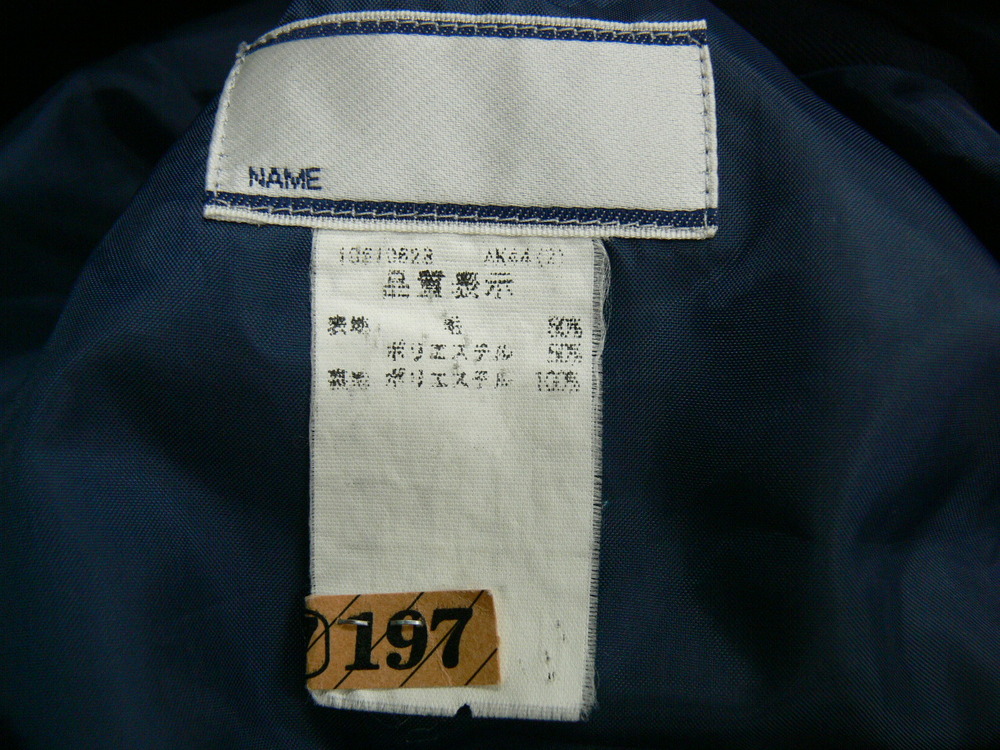 NAME
10210623 AK44(2)
品質表示
表地 毛 50%
ポリエステル 50%
裏地 ポリエステル 100%
197